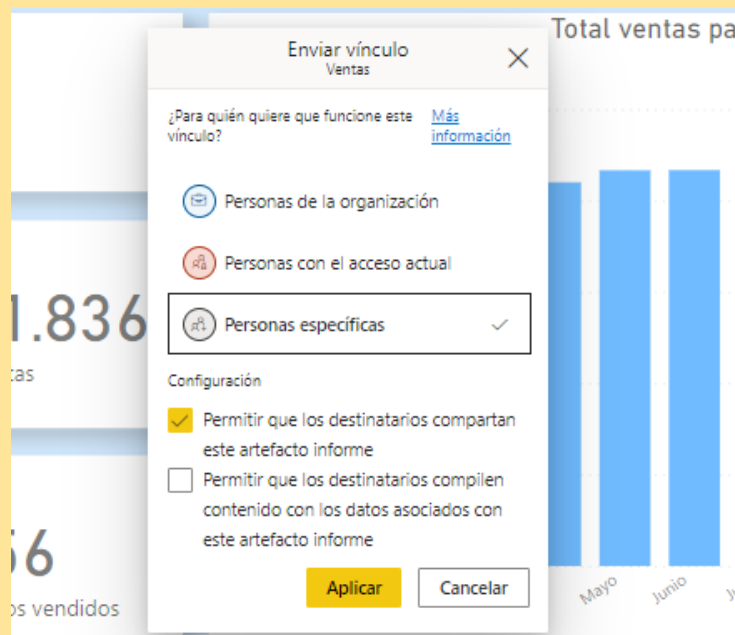 Total ventas pa
Enviar vínculo
Ventas
¿Para quién quiere que funcione este
vínculo?
Más
información
Personas de la organización
Personas con el acceso actual
Personas específicas
Configuración
Permitir que los destinatarios compartan
este artefacto informe
Permitir que los destinatarios compilen
contenido con los datos asociados con
este artefacto informe
Aplicar
Cancelar
1.836
tas
56
os vendidos
Mayo
Junio